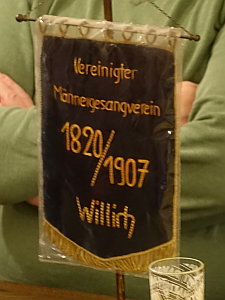 Vereinigter
Männergesangverein
1820/1907
Willich